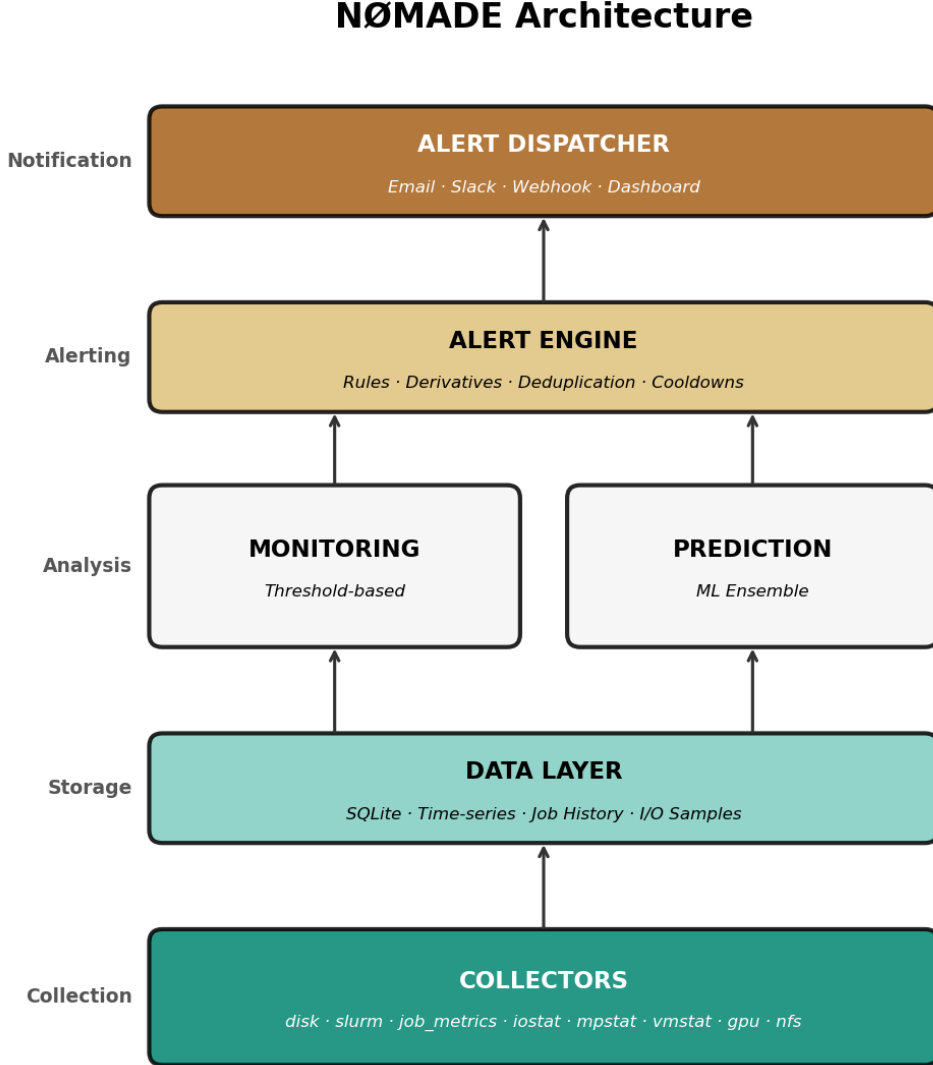 NØMADE Architecture
Notification
ALERT DISPATCHER
Email · Slack · Webhook · Dashboard
Alerting
ALERT ENGINE
Rules · Derivatives · Deduplication · Cooldowns
Analysis
MONITORING
Threshold-based
PREDICTION
ML Ensemble
Storage
DATA LAYER
SQLite · Time-series · Job History · I/O Samples
Collection
COLLECTORS
disk · slurm · job_metrics · iostat · mpstat · vmstat · gpu · nfs